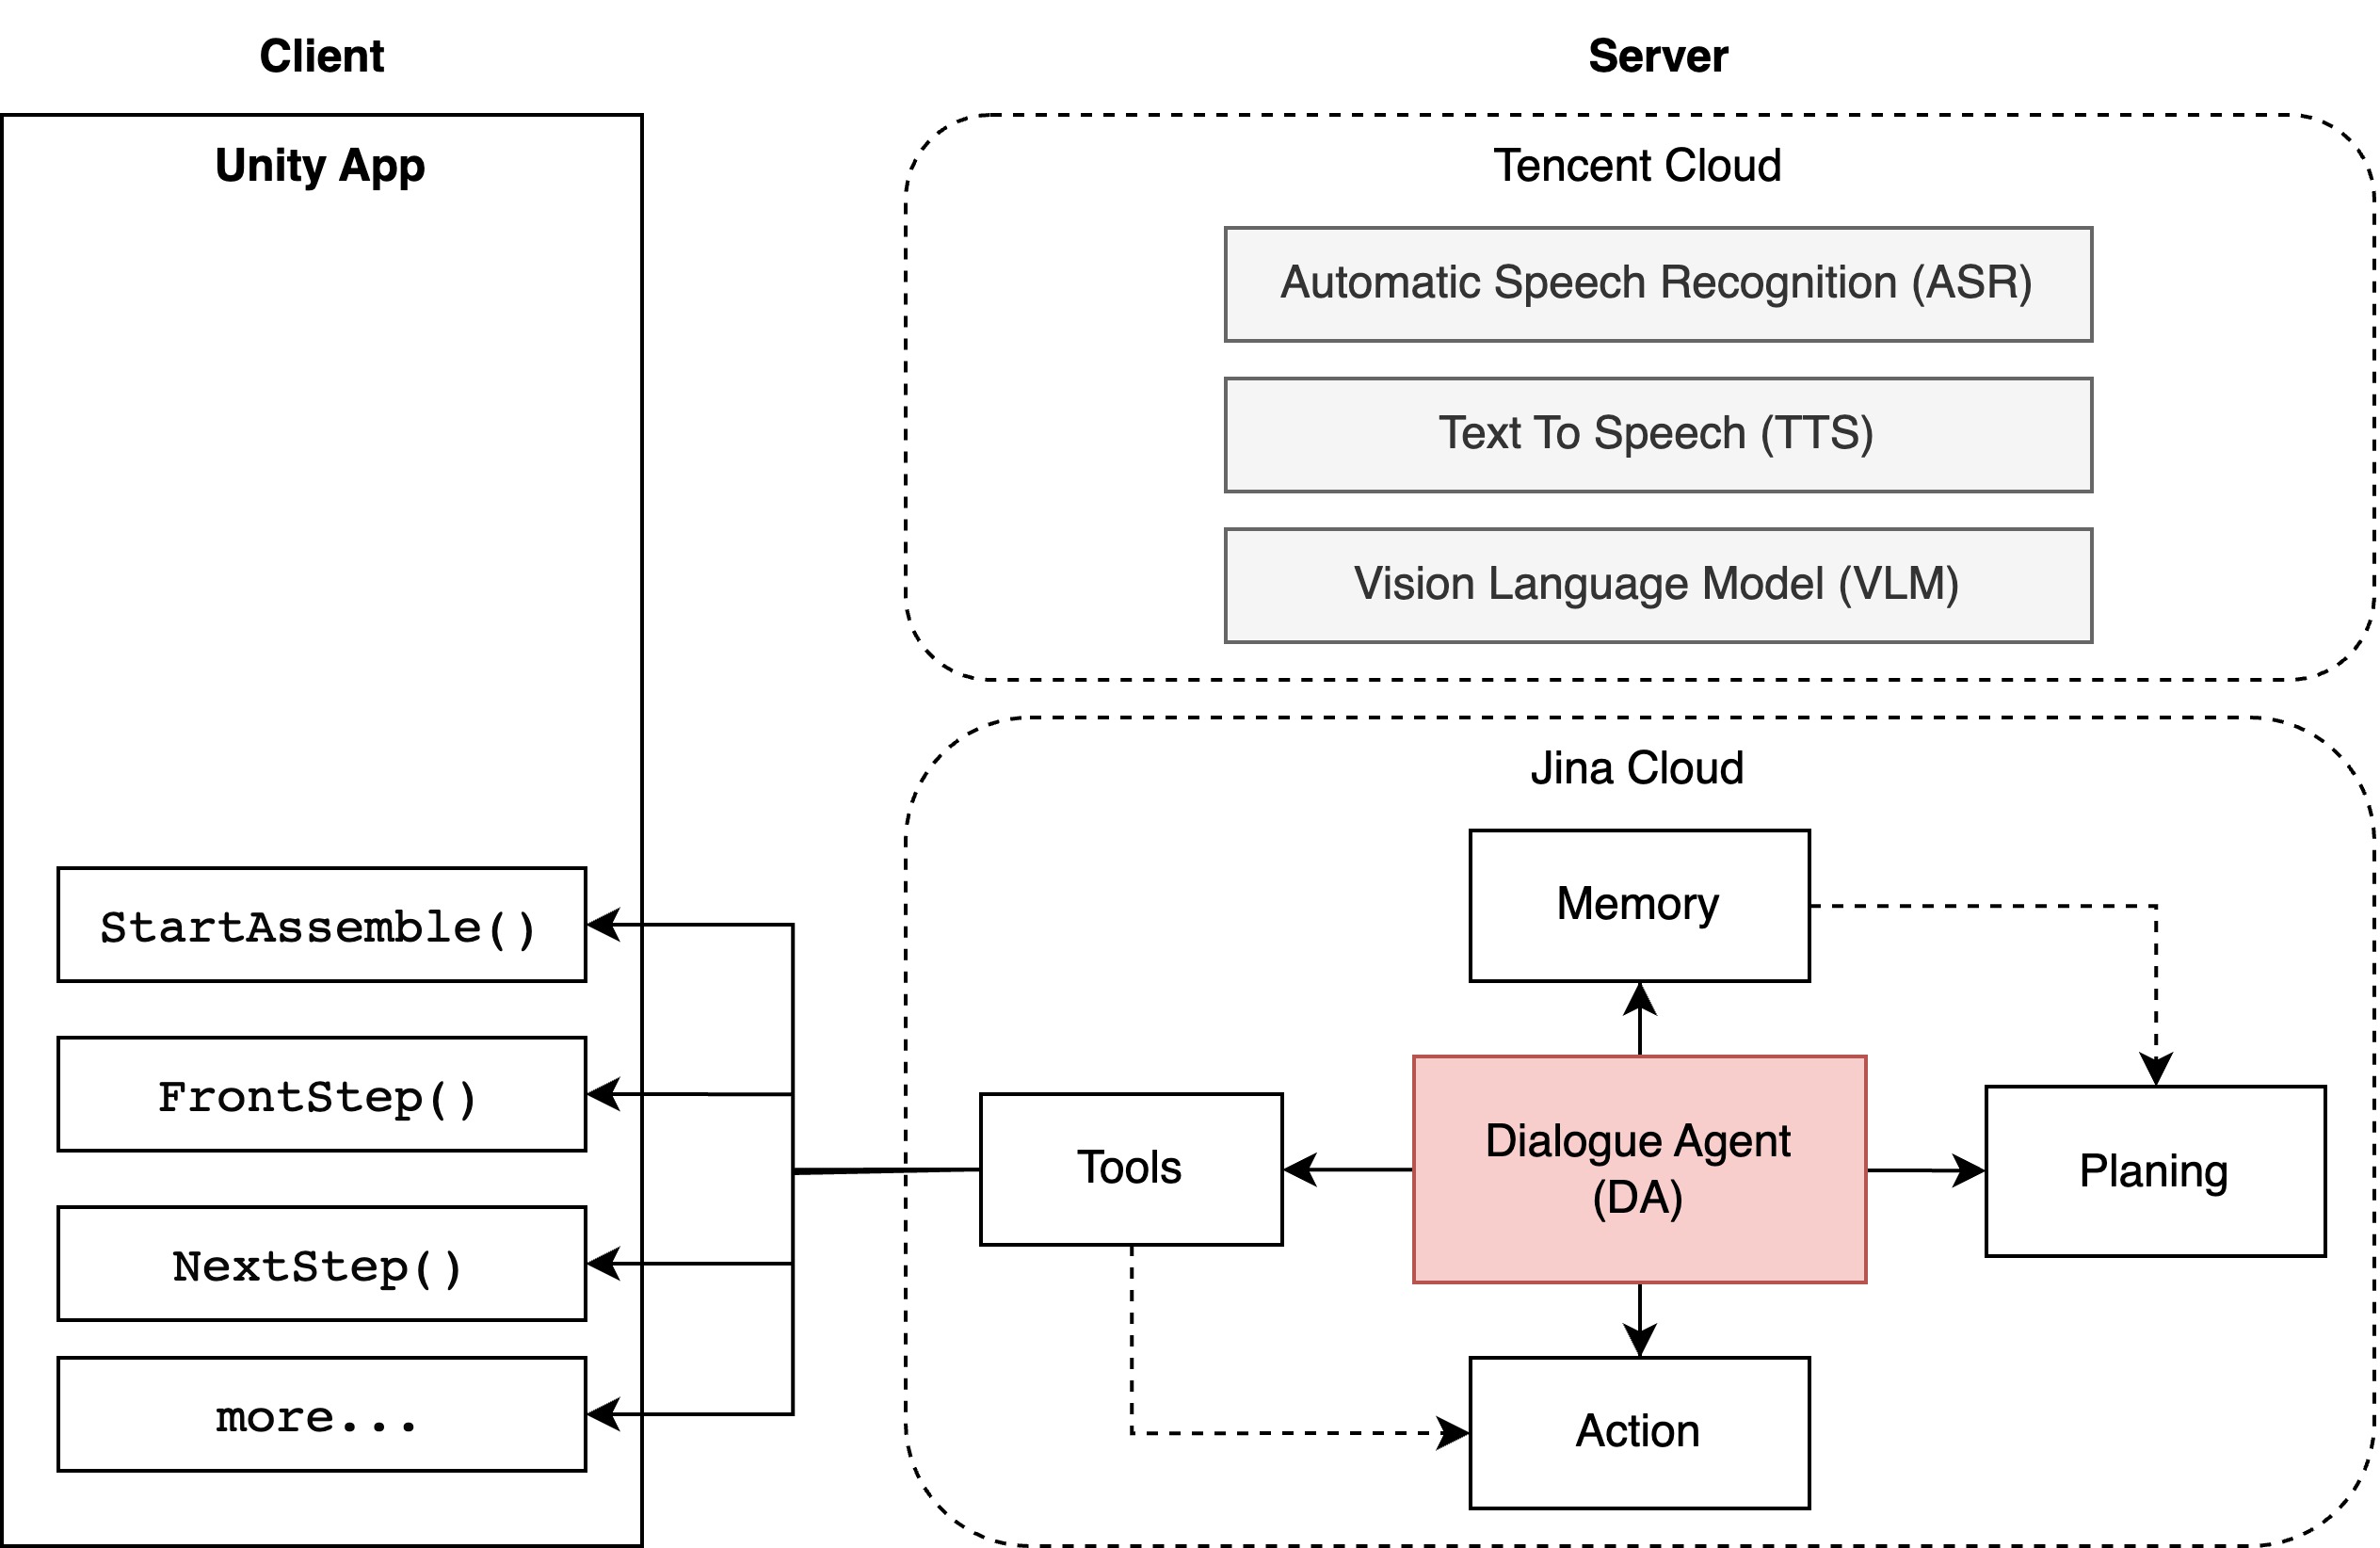 Client
Server
Unity App
Tencent Cloud
Automatic Speech Recognition (ASR)
Text To Speech (TTS)
Vision Language Model (VLM)
Jina Cloud
Memory
StartAssemble()
FrontStep()
NextStep()
more...
Tools
Dialogue Agent
(DA)
Planing
Action